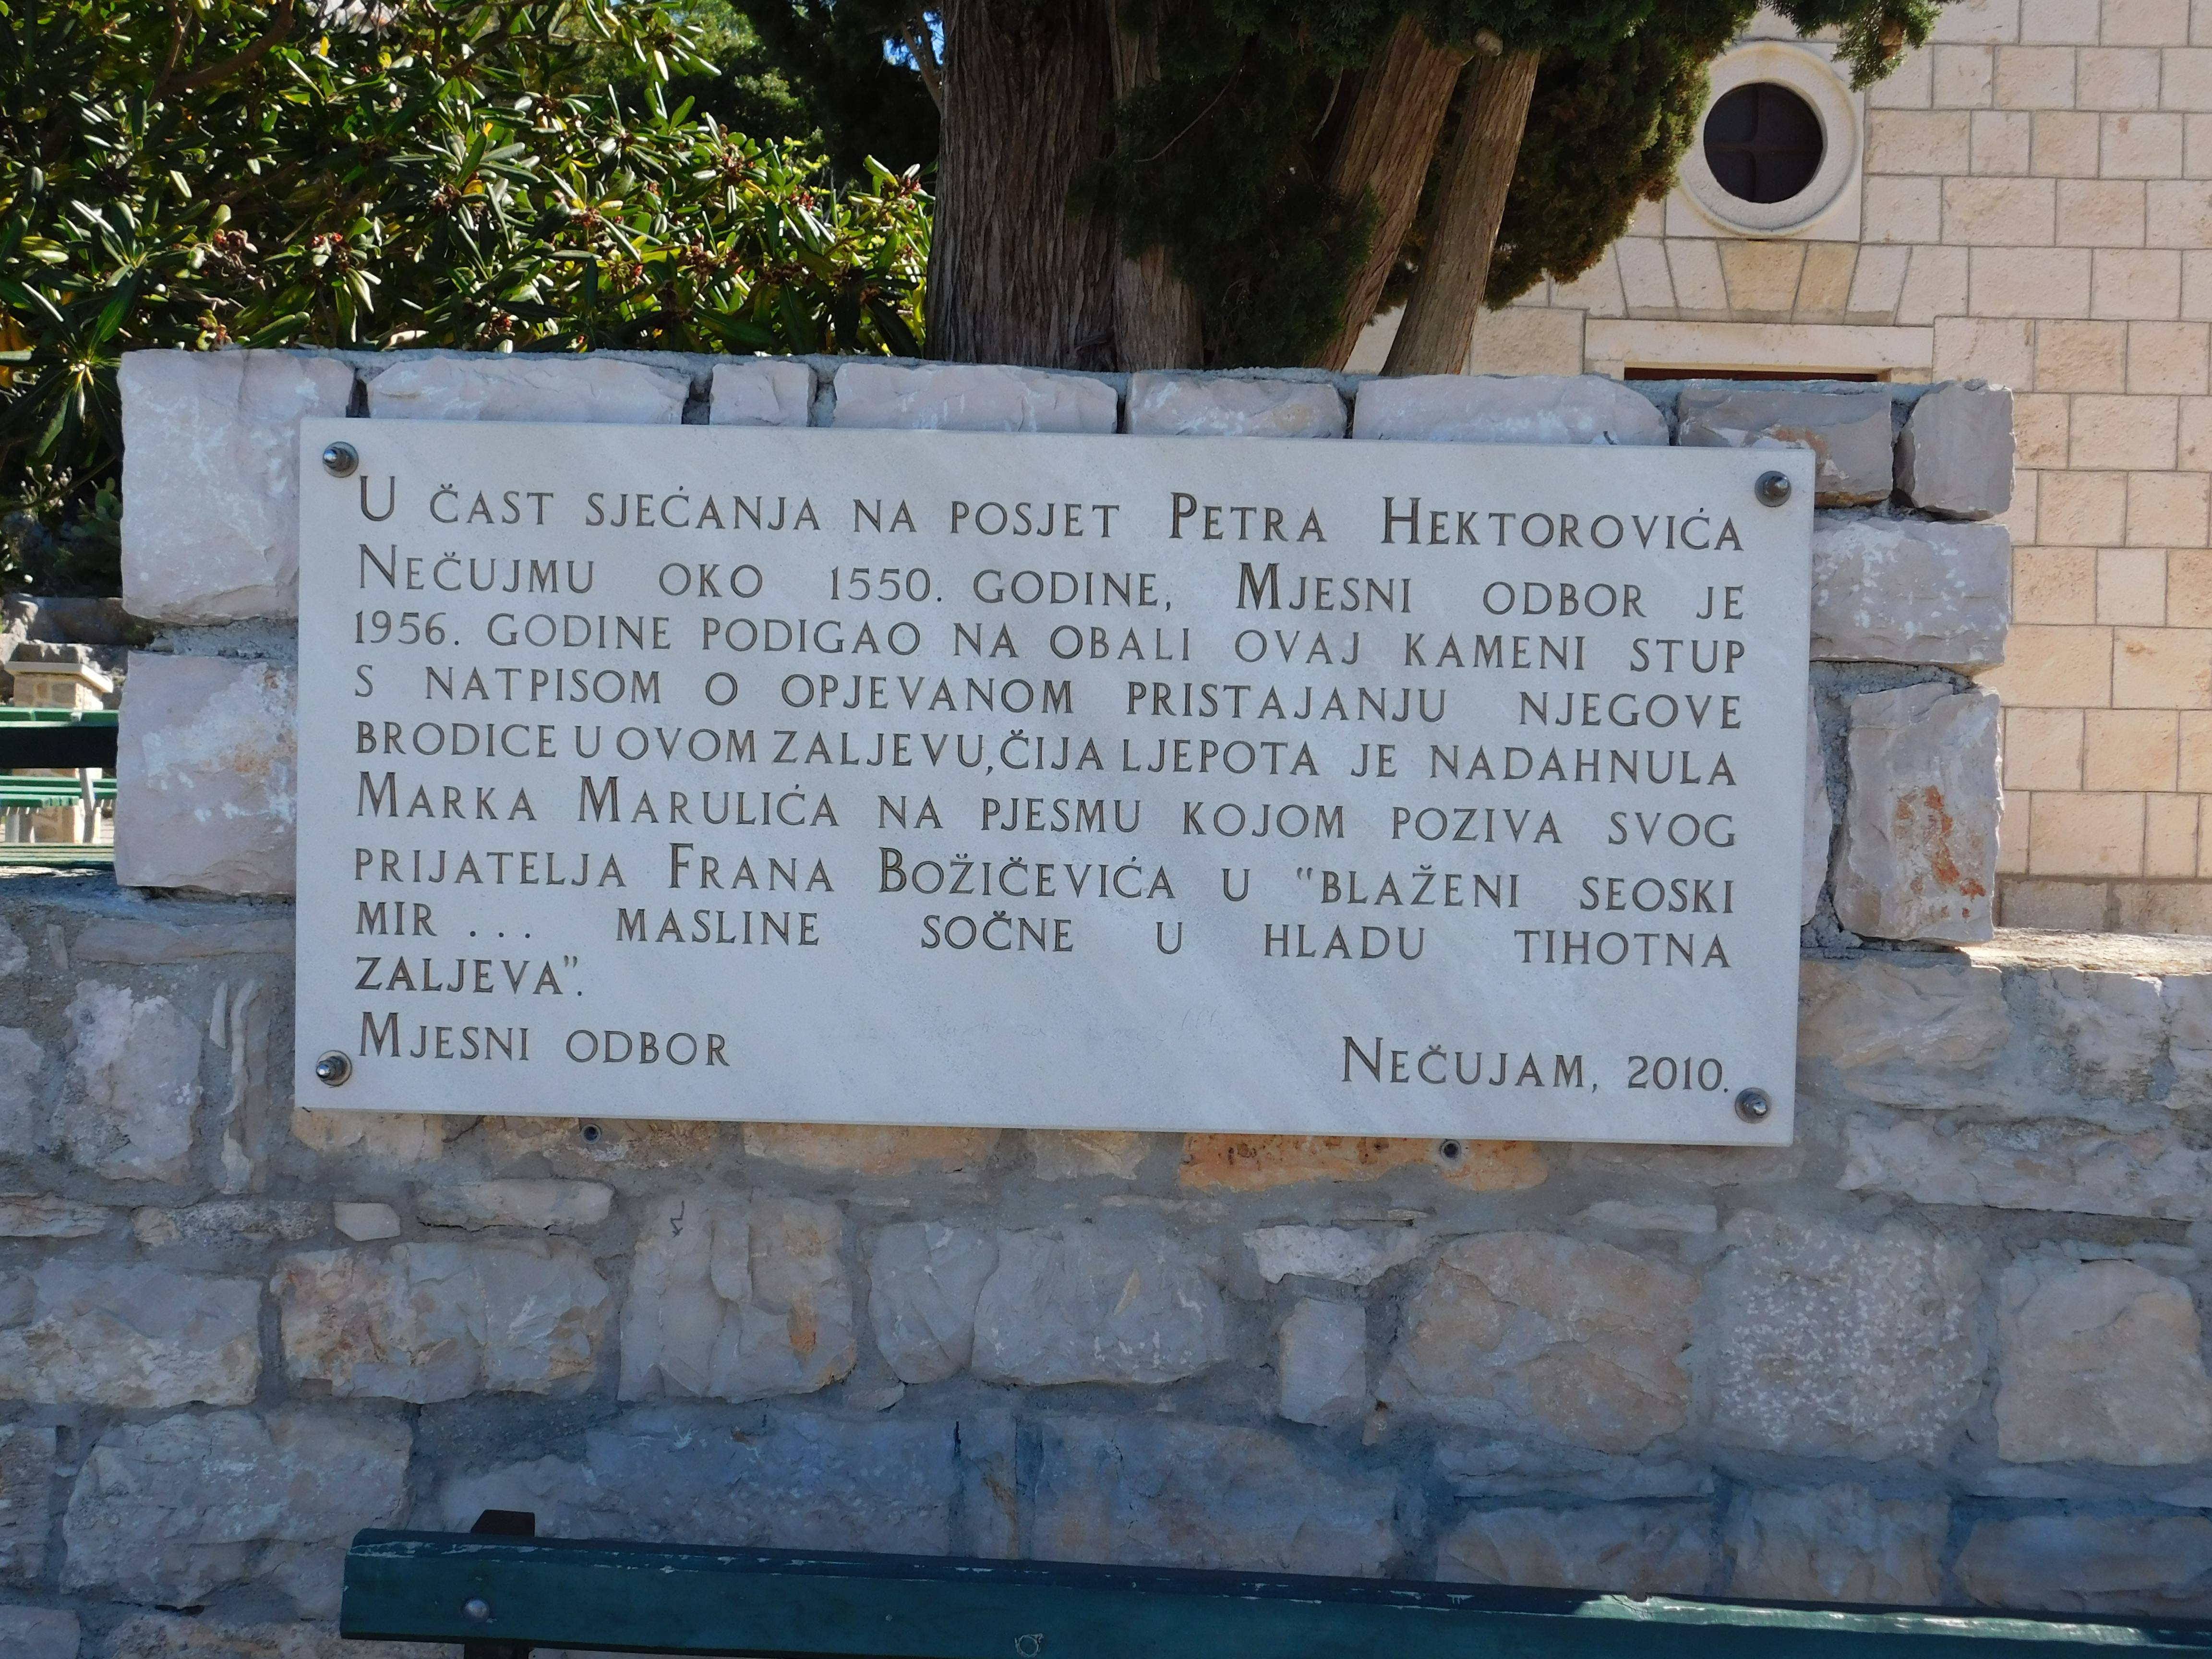 U ČAST SJEĆANJA NA POSJET PETRA HEKTOROVIĆA
NEČUJMU OKO 1550. GODINE, MJESNI ODBOR JE
1956. GODINE PODIGAO NA OBALI OVAJ KAMENI STUP
S NATPISOM O OPJEVANOM PRISTAJANJU NJEGOVE
BRODICE U OVOM ZALJEVU, ČIJA LJEPOTA JE NADAHNULA
MARKA MARULIĆA NA PJESMU KOJOM POZIVA SVOG
PRIJATELJA FRANA BOŽIČEVIĆA U "BLAŽENI SEOSKI
MIR ... MASLINE SOČNE U HLADU TIHOTNA
ZALJEVA".
MJESNI ODBOR NEČUJAM, 2010.